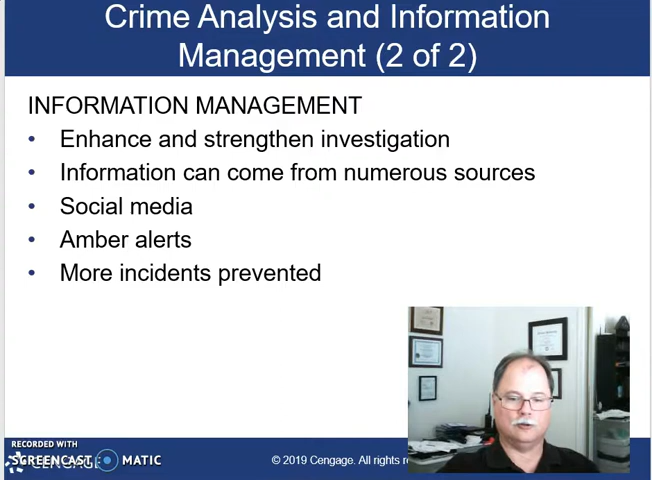 Crime Analysis and Information
Management (2 of 2)
INFORMATION MANAGEMENT
• Enhance and strengthen investigation
• Information can come from numerous sources
• Social media
• Amber alerts
• More incidents prevented
RECORDED WITH
SCREENCAST MATIC
CENGAGE
© 2019 Cengage. All rights